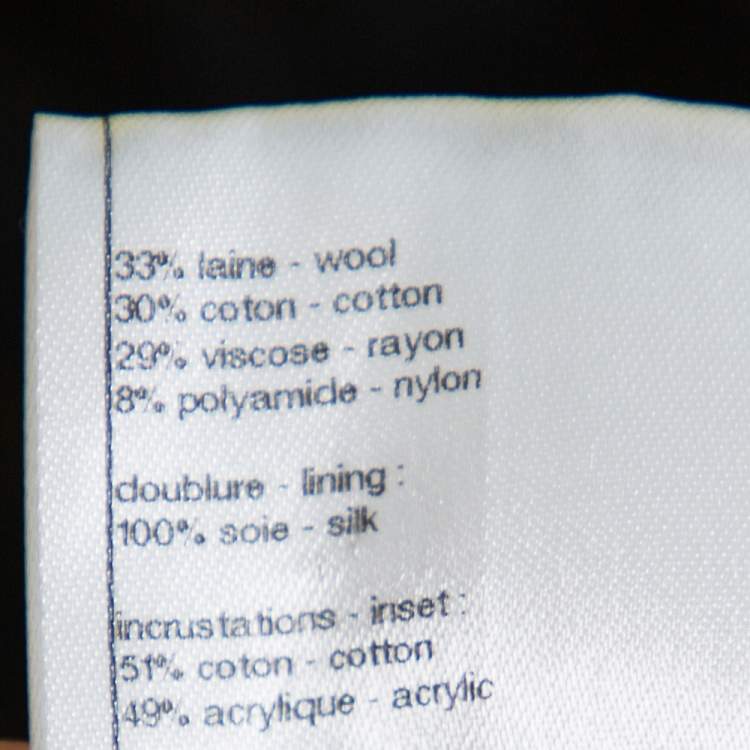 33% laine - wool
30% coton - cotton
29% viscose - rayon
8% polyamide - nylon
doublure - lining :
100% soie - silk
incrustations - inset :
51% coton - cotton
49% acrylique - acrylic